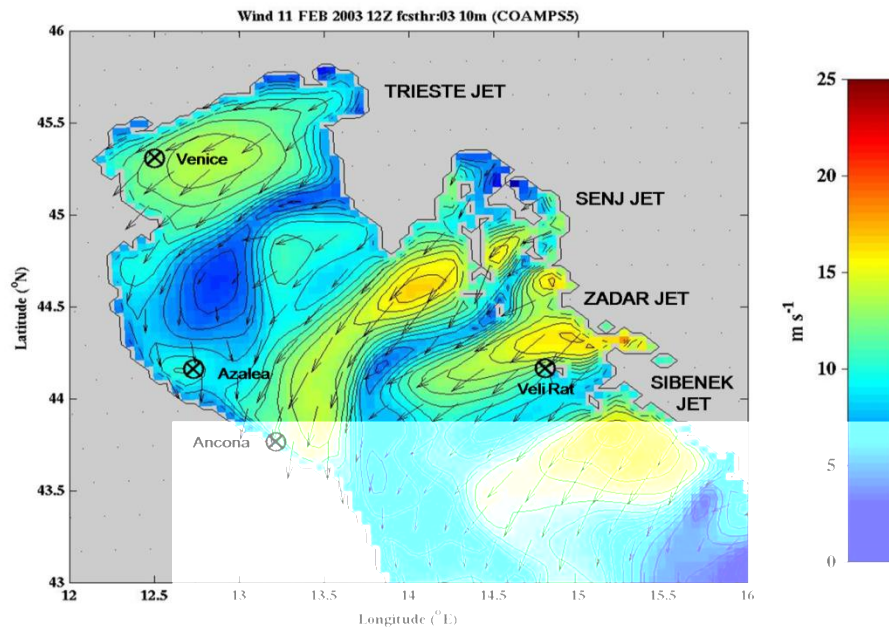 Wind 11 FEB 2003 12Z fcsthr:03 10m (COAMPS5)
46
45.5
45
44.5
44
43.5
43
Latitude (°N)
12
12.5
13
13.5
14
14.5
15
15.5
16
Longitude (°E)
TRIESTE JET
Venice
SENJ JET
ZADAR JET
Azalea
Veli Rat
SIBENEK
JET
Ancona
25
20
15
10
5
0
m s⁻¹